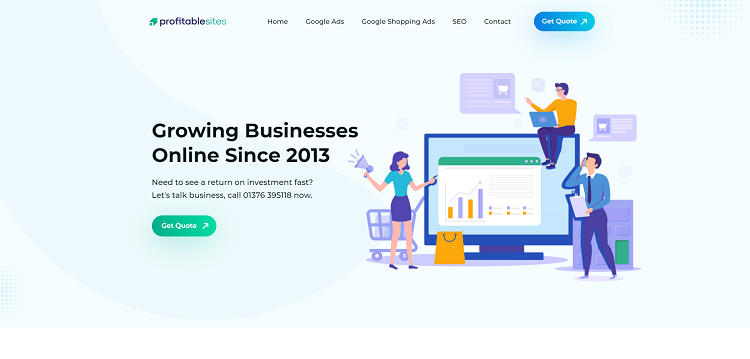 profitablesites
Home
Google Ads
Google Shopping Ads
SEO
Contact
Get Quote
Growing Businesses
Online Since 2013
Need to see a return on investment fast?
Let's talk business, call 01376 395118 now.
Get Quote